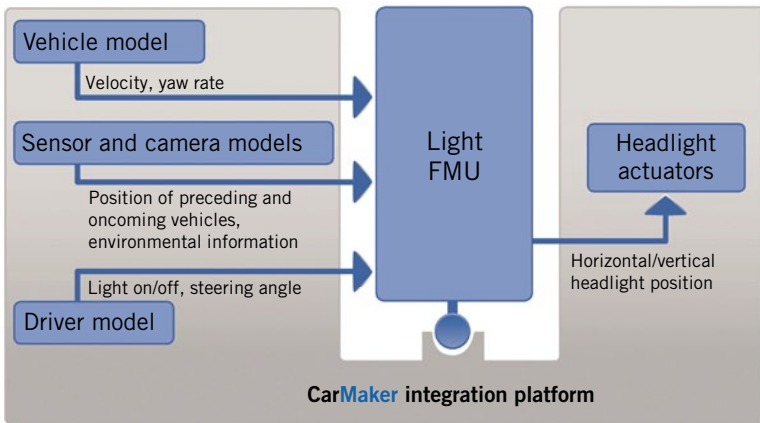 Vehicle model
Velocity, yaw rate
Sensor and camera models
Position of preceding and
oncoming vehicles,
environmental information
Light on/off, steering angle
Driver model
Light
FMU
Headlight
actuators
Horizontal/vertical
headlight position
CarMaker integration platform